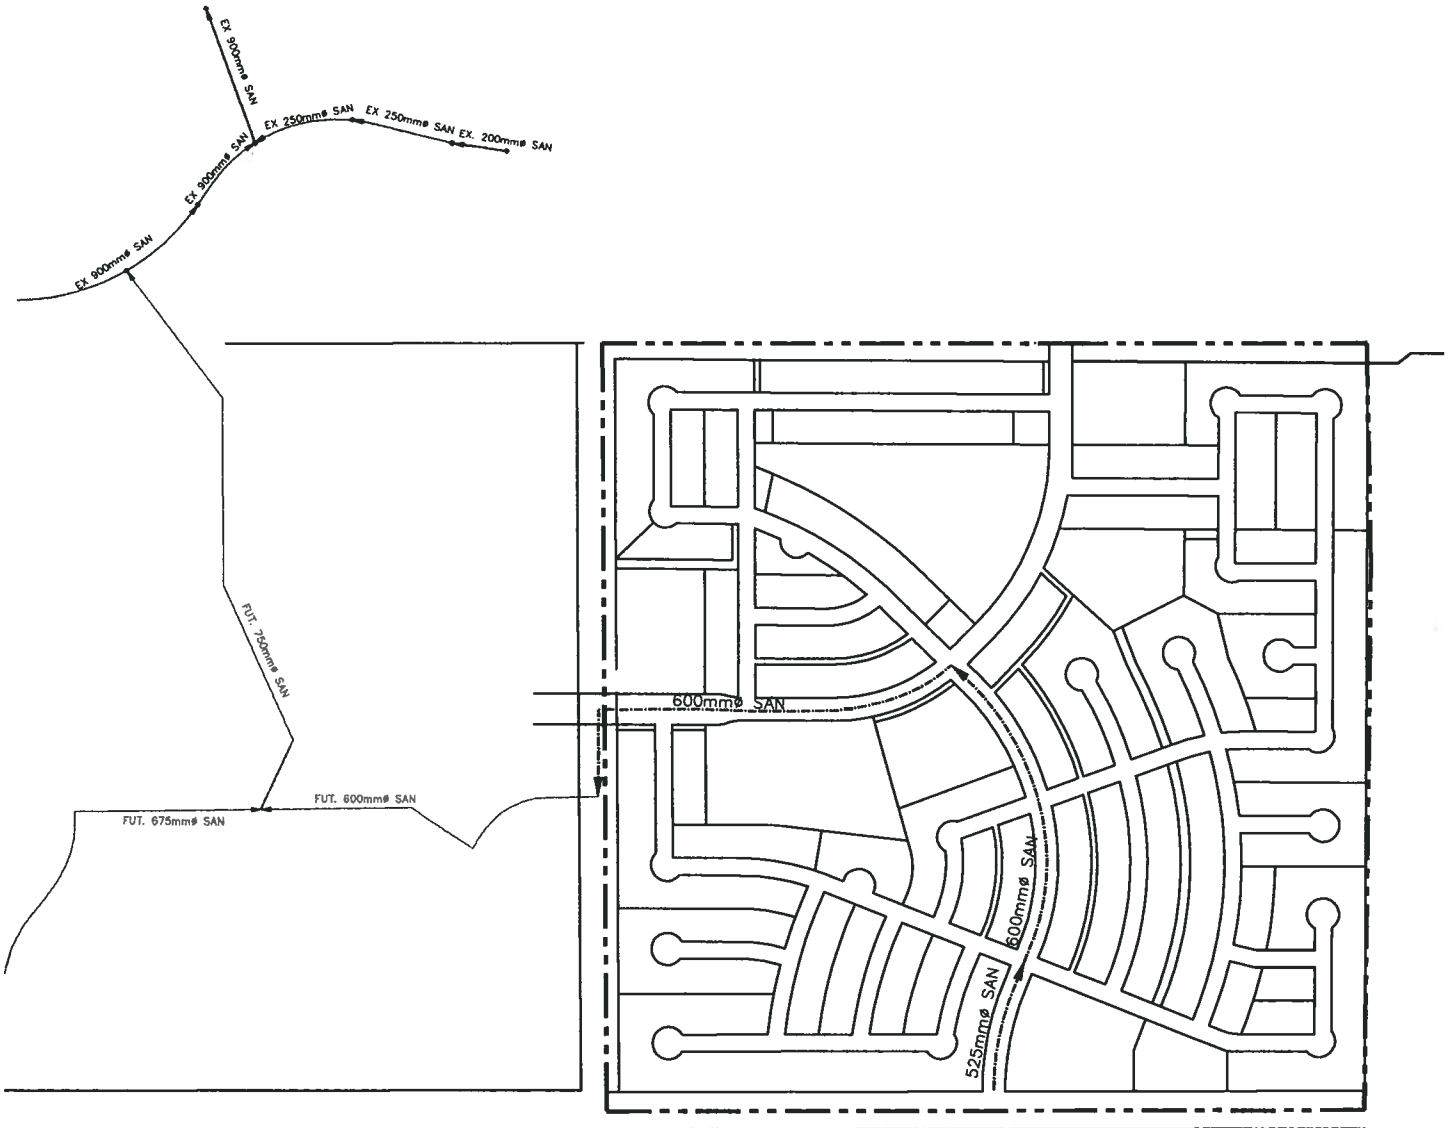 EX 900mmø SAN
EX 250mmø SAN
EX 250mmø SAN
EX. 200mmø SAN
EX 900mmø SAN
EX 900mmø SAN
FUT. 750mmø SAN
600mmø SAN
FUT. 600mmø SAN
FUT. 675mmø SAN
600mmø SAN
525mmø SAN